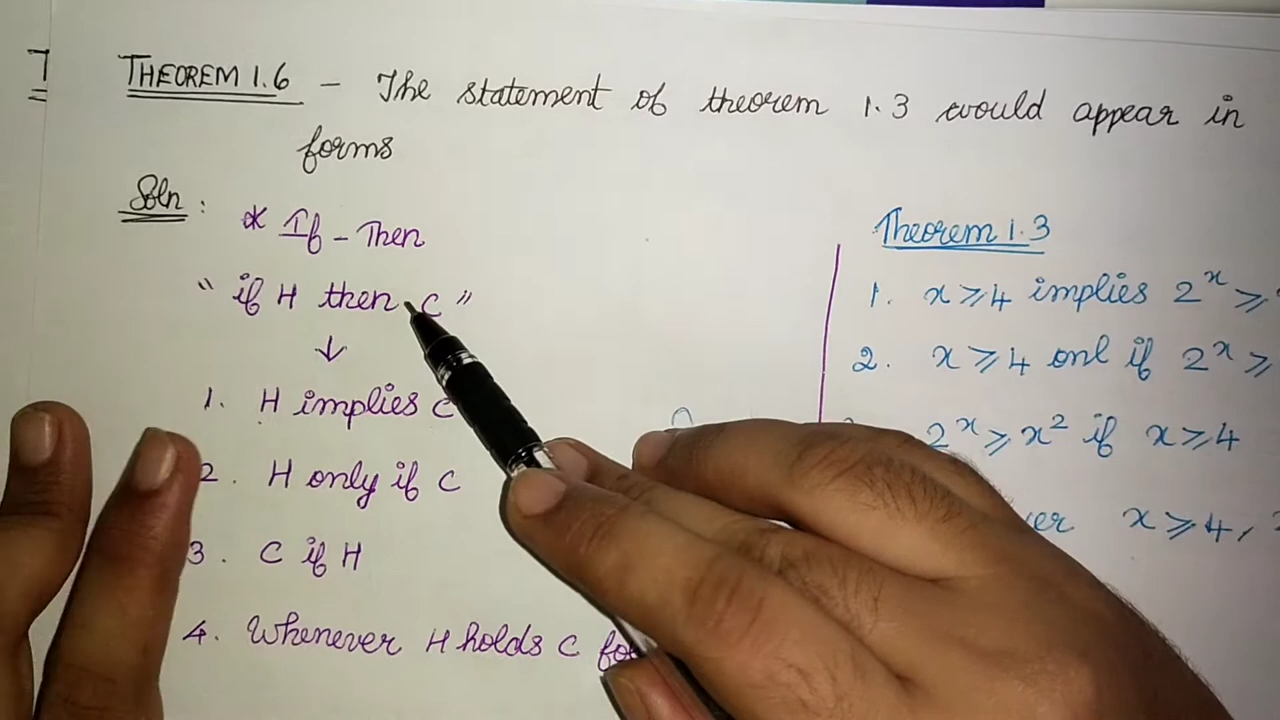 THEOREM 1.6 - The statement of theorem 1.3 would appear in
forms
Soln :
* If - Then
"if H then C"
↓
1. H implies C
2. H only if C
3. C if H
4. Whenever H holds C
Theorem 1.3
1. x ⩾ 4 implies 2^x ⩾
2. x ⩾ 4 onl if 2^x ⩾
2^x ⩾ x^2 if x ⩾ 4
x ⩾ 4,